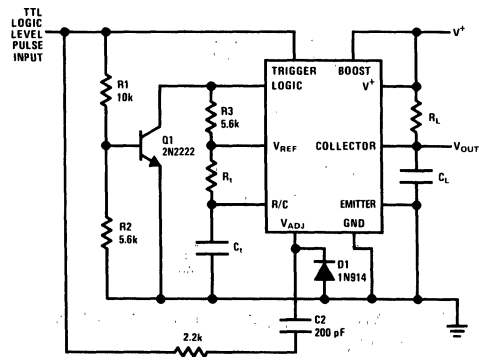 TTL
LOGIC
LEVEL
PULSE
INPUT
V+
TRIGGER
BOOST
LOGIC
V+
R1
10k
R3
5.6k
RL
Q1
2N2222
VREF
COLLECTOR
VOUT
Rt
CL
R/C
EMITTER
VADJ
GND
R2
5.6k
Ct
D1
1N914
C2
200 pF
2.2k